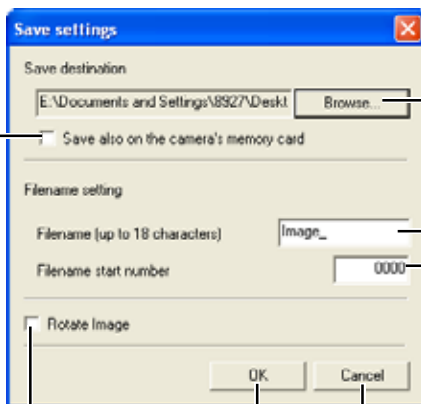 Save settings
Save destination
E:\Documents and Settings\8927\Deskt
Browse...
Save also on the camera's memory card
Filename setting
Filename (up to 18 characters)
Image_
Filename start number
0000
Rotate Image
OK
Cancel